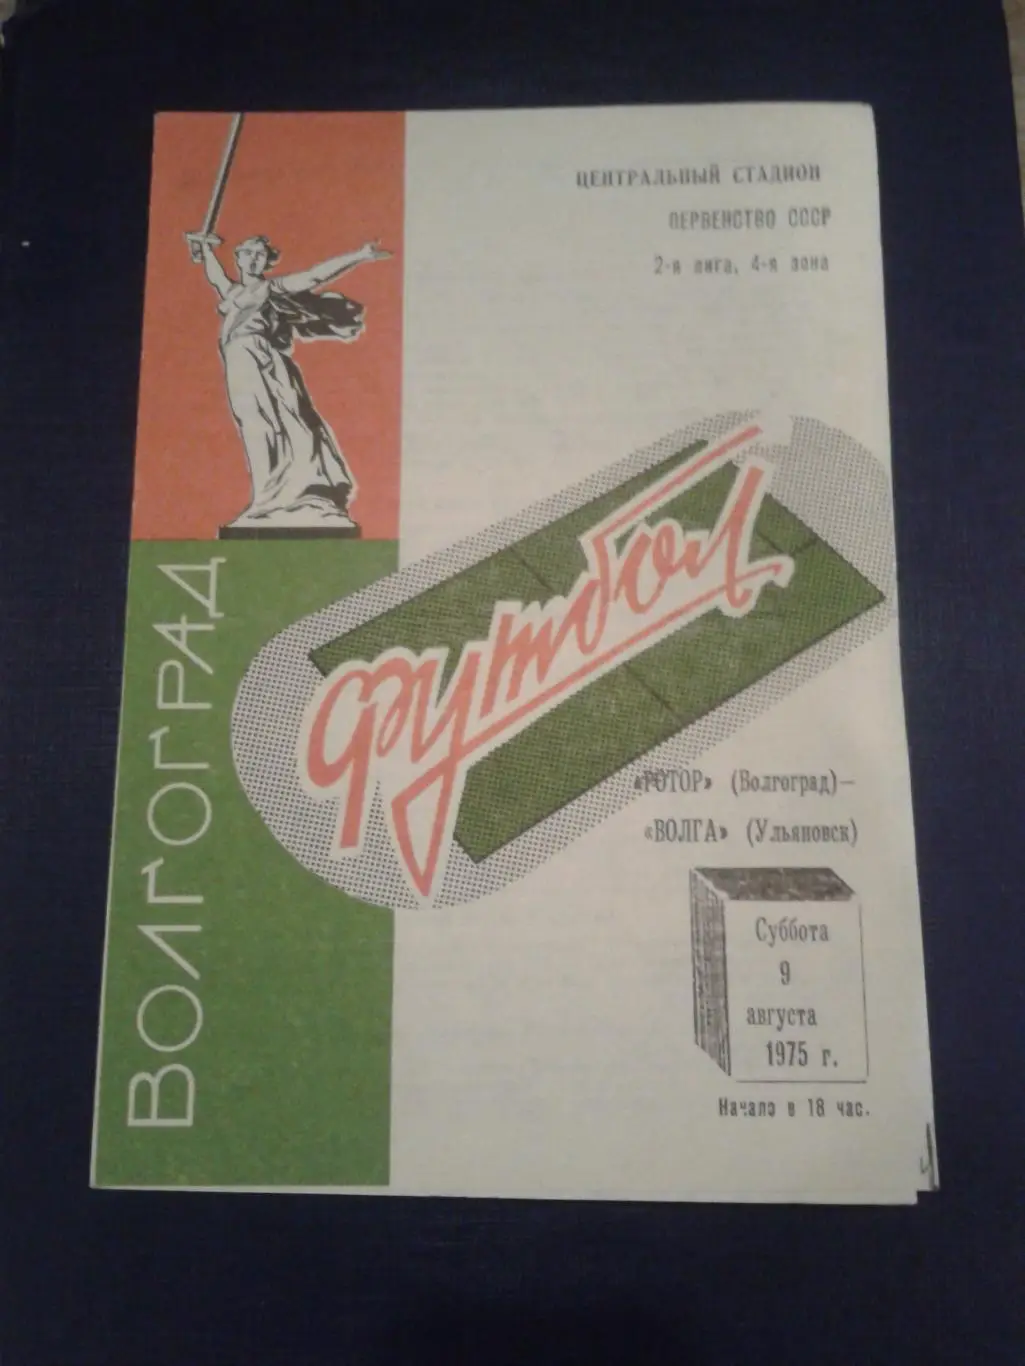 ЦЕНТРАЛЬНЫЙ СТАДИОН
ПЕРВЕНСТВО СССР
2-я лига, 4-я зона
ВОЛГОГРАД
футбол
«РОТОР» (Волгоград)—
«ВОЛГА» (Ульяновск)
Суббота
9
августа
1975 г.
Начало в 18 час.